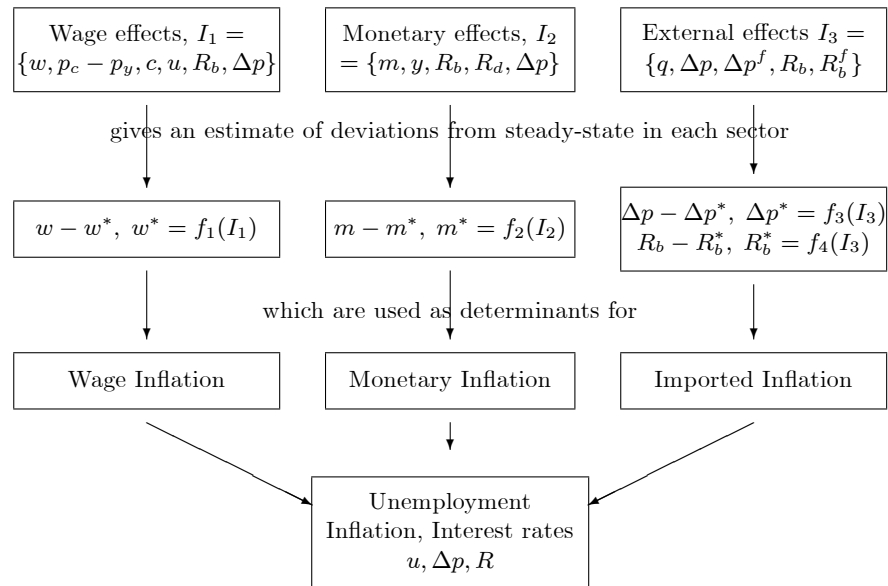 Wage effects, I₁ =
{w, p_c − p_y, c, u, R_b, Δp}
Monetary effects, I₂
= {m, y, R_b, R_d, Δp}
External effects I₃ =
{q, Δp, Δp^f, R_b, R_b^f}
gives an estimate of deviations from steady-state in each sector
w − w*, w* = f₁(I₁)
m − m*, m* = f₂(I₂)
Δp − Δp*, Δp* = f₃(I₃)
R_b − R_b*, R_b* = f₄(I₃)
which are used as determinants for
Wage Inflation
Monetary Inflation
Imported Inflation
Unemployment
Inflation, Interest rates
u, Δp, R